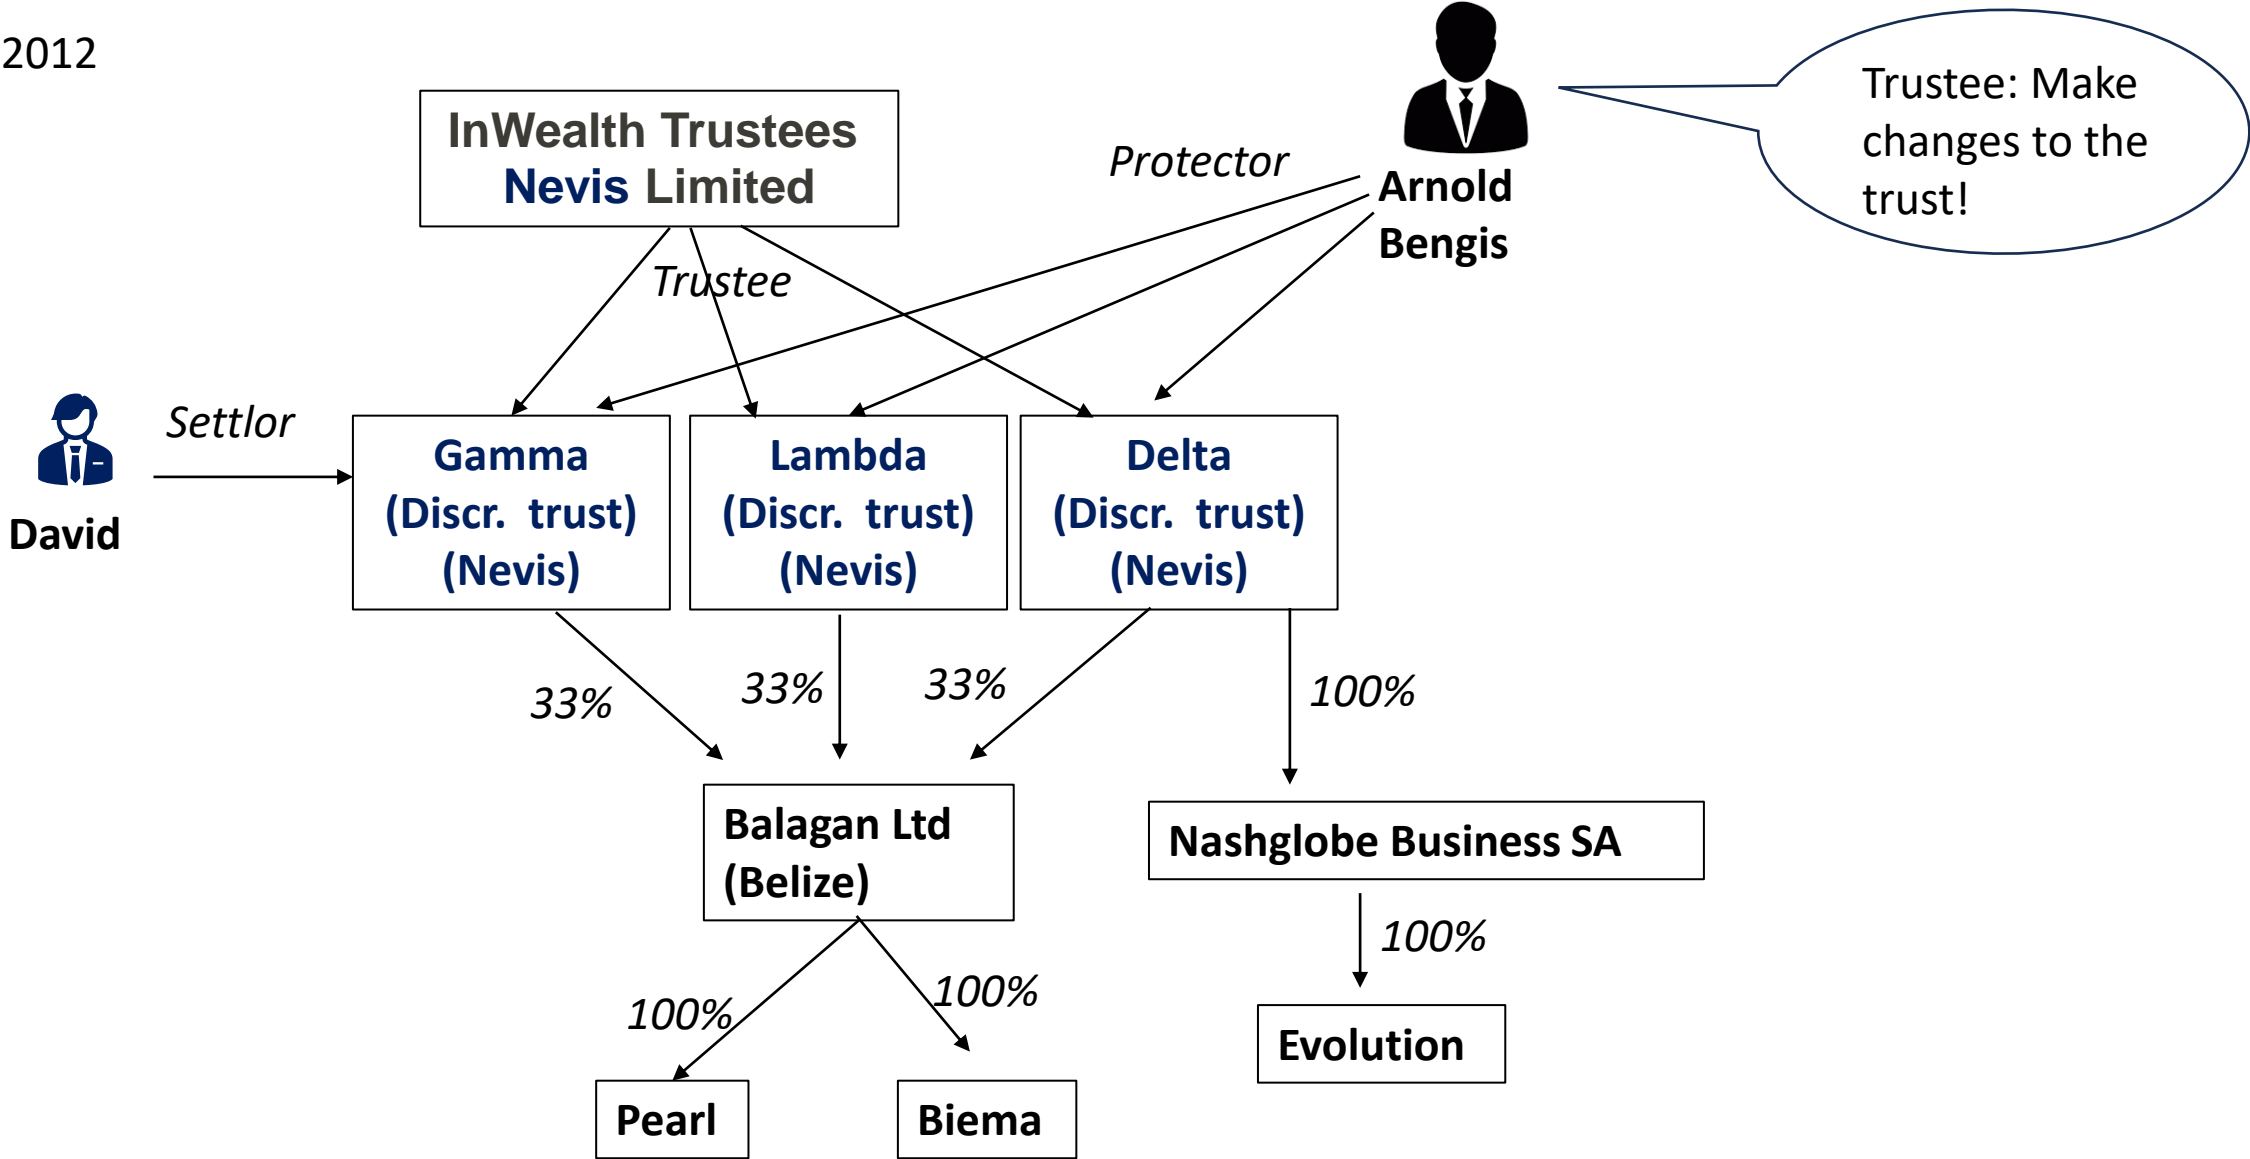 2012
InWealth Trustees
Nevis Limited
Protector
Arnold
Bengis
Trustee: Make
changes to the
trust!
Trustee
David
Settlor
Gamma
(Discr. trust)
(Nevis)
Lambda
(Discr. trust)
(Nevis)
Delta
(Discr. trust)
(Nevis)
33%
33%
33%
100%
Balagan Ltd
(Belize)
Nashglobe Business SA
100%
100%
100%
Pearl
Biema
Evolution